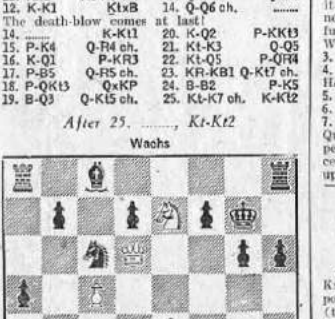 12. K-K1 KtxB 14. Q-Q6 ch. ........
The death-blow comes at last!
14. ........ K-Kt1 20. K-Q2 P-KKt3
15. P-K4 Q-R4 ch. 21. Kt-K3 Q-Q5
16. K-Q1 P-KR3 22. Kt-Q5 P-QR4
17. P-B5 Q-R5 ch. 23. KR-KB1 Q-Kt7 ch.
18. P-QKt3 QxKP 24. B-B2 P-K5
19. B-Q3 Q-Kt5 ch. 25. Kt-K7 ch. K-Kt2
After 25. ........, Kt-Kt2
Wachs